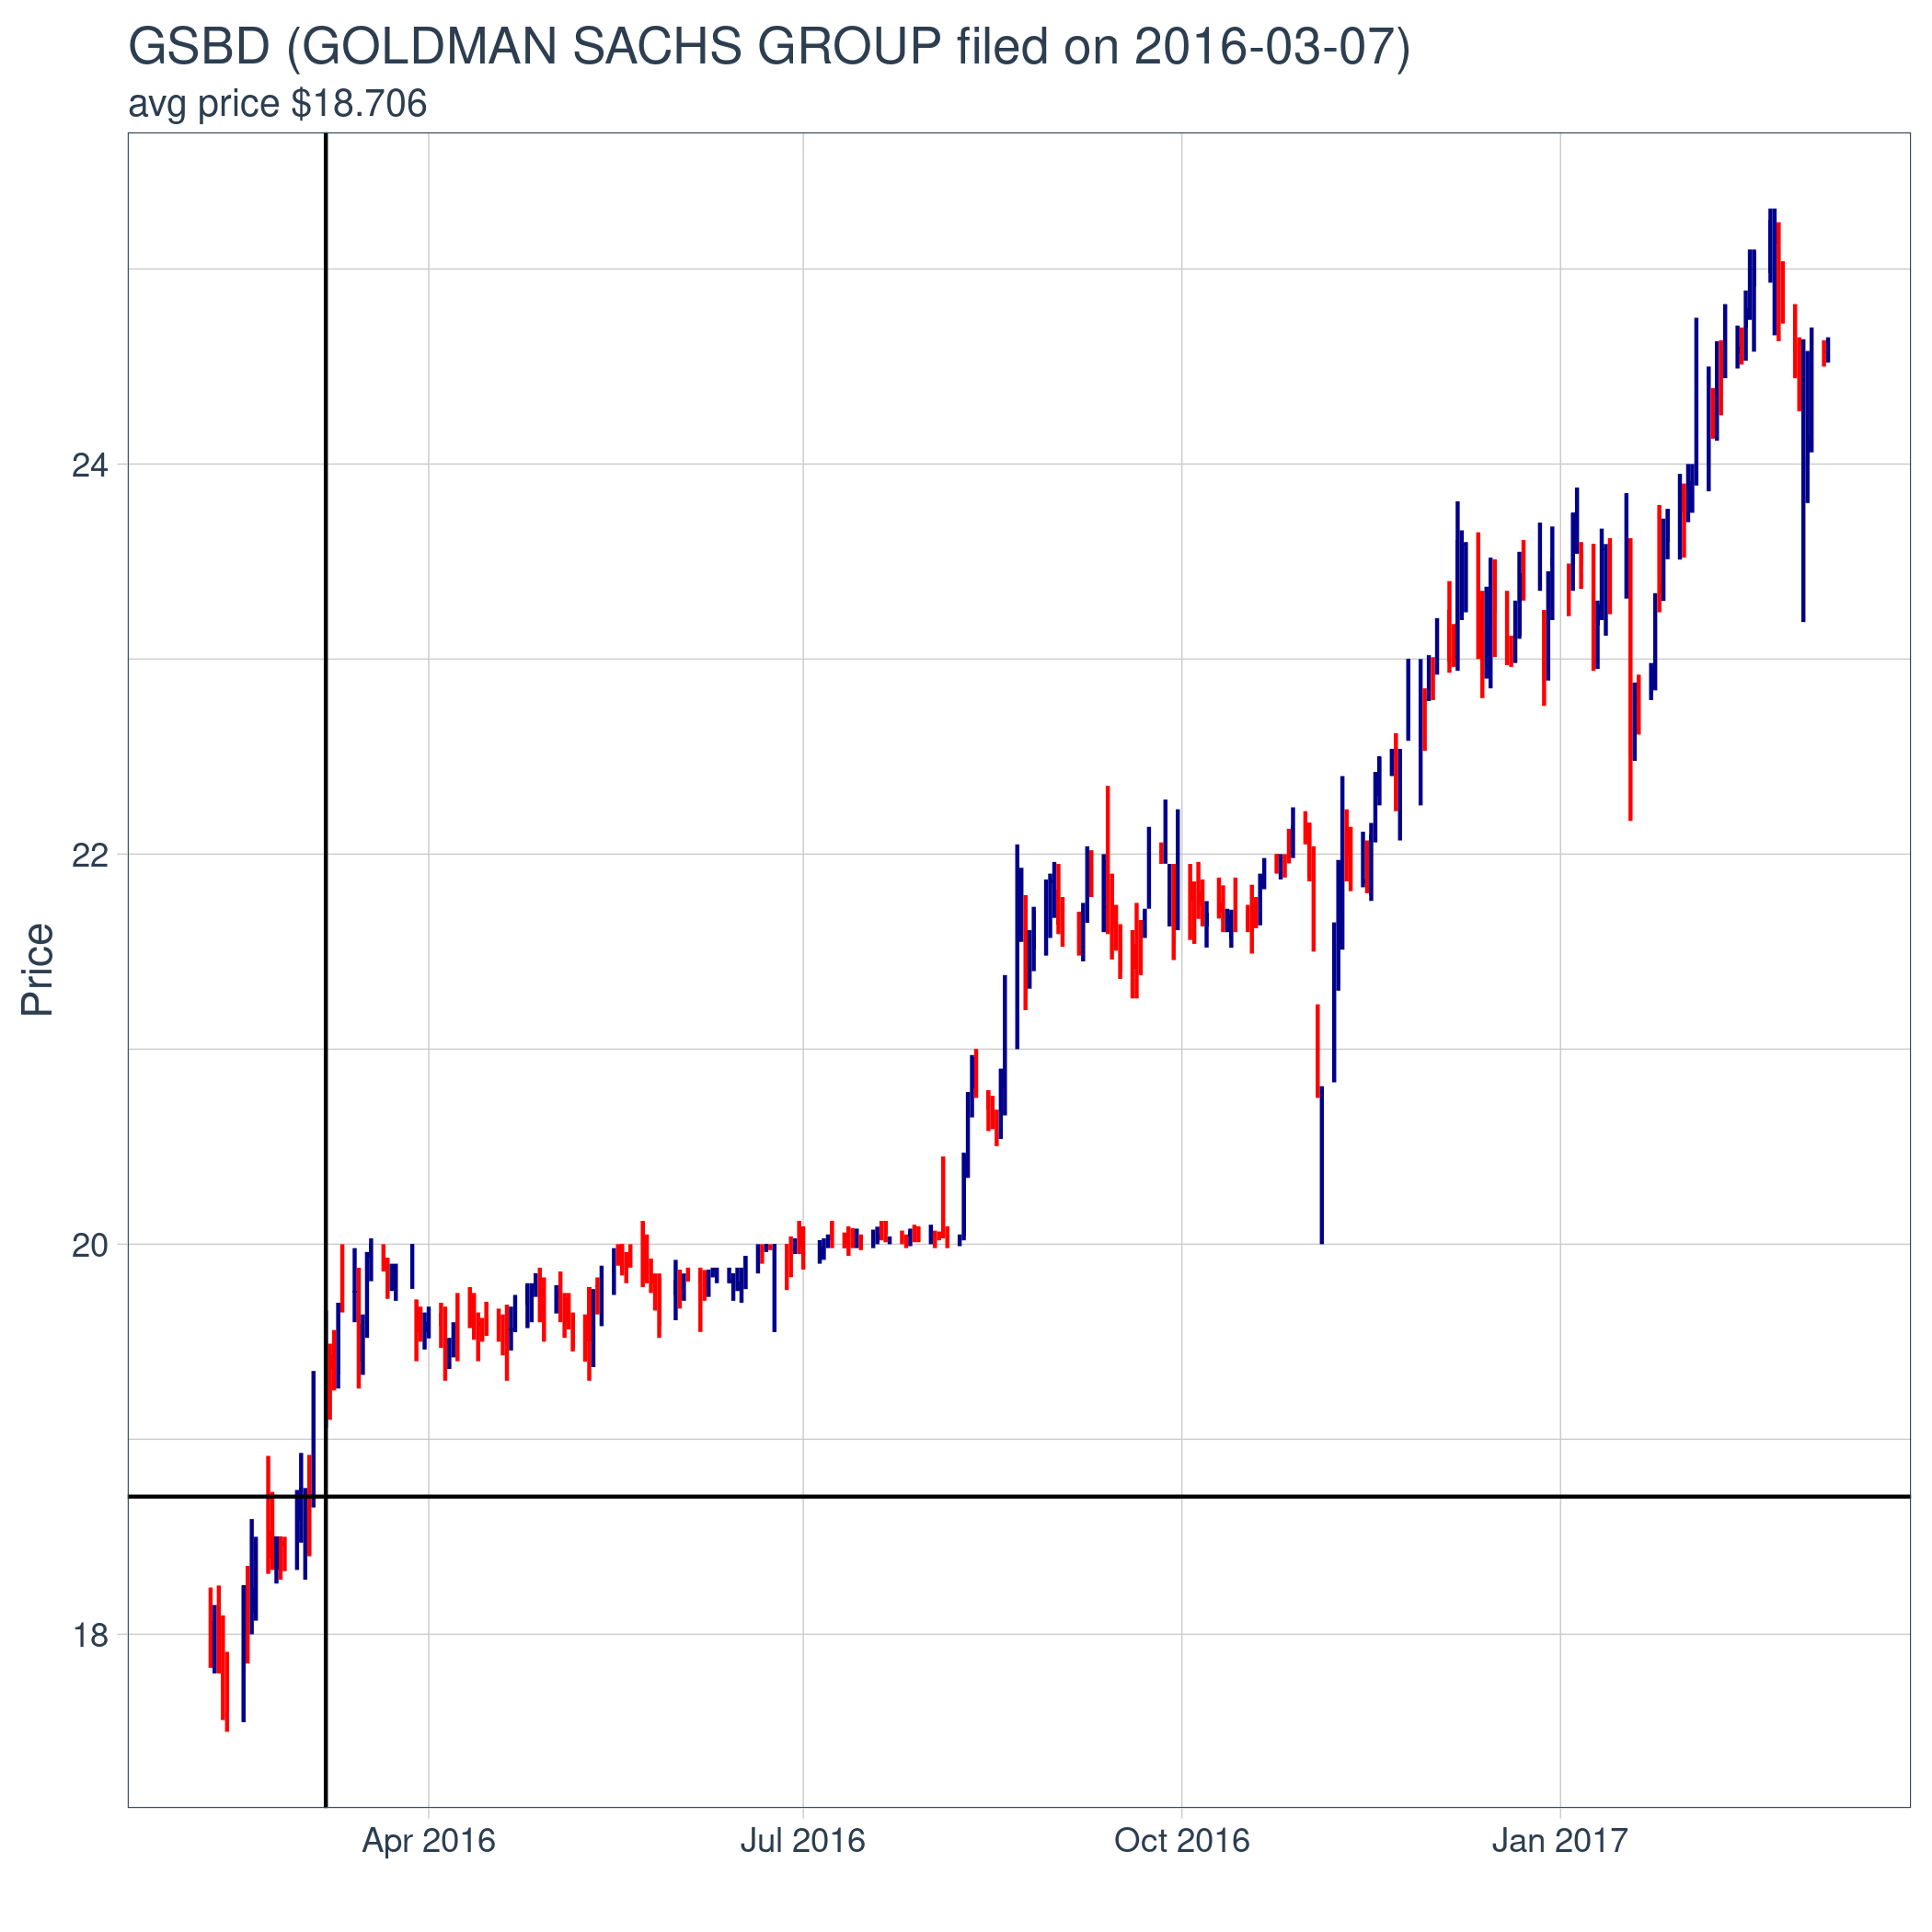 GSBD (GOLDMAN SACHS GROUP filed on 2016-03-07)
avg price $18.706
Price
24
22
20
18
Apr 2016
Jul 2016
Oct 2016
Jan 2017